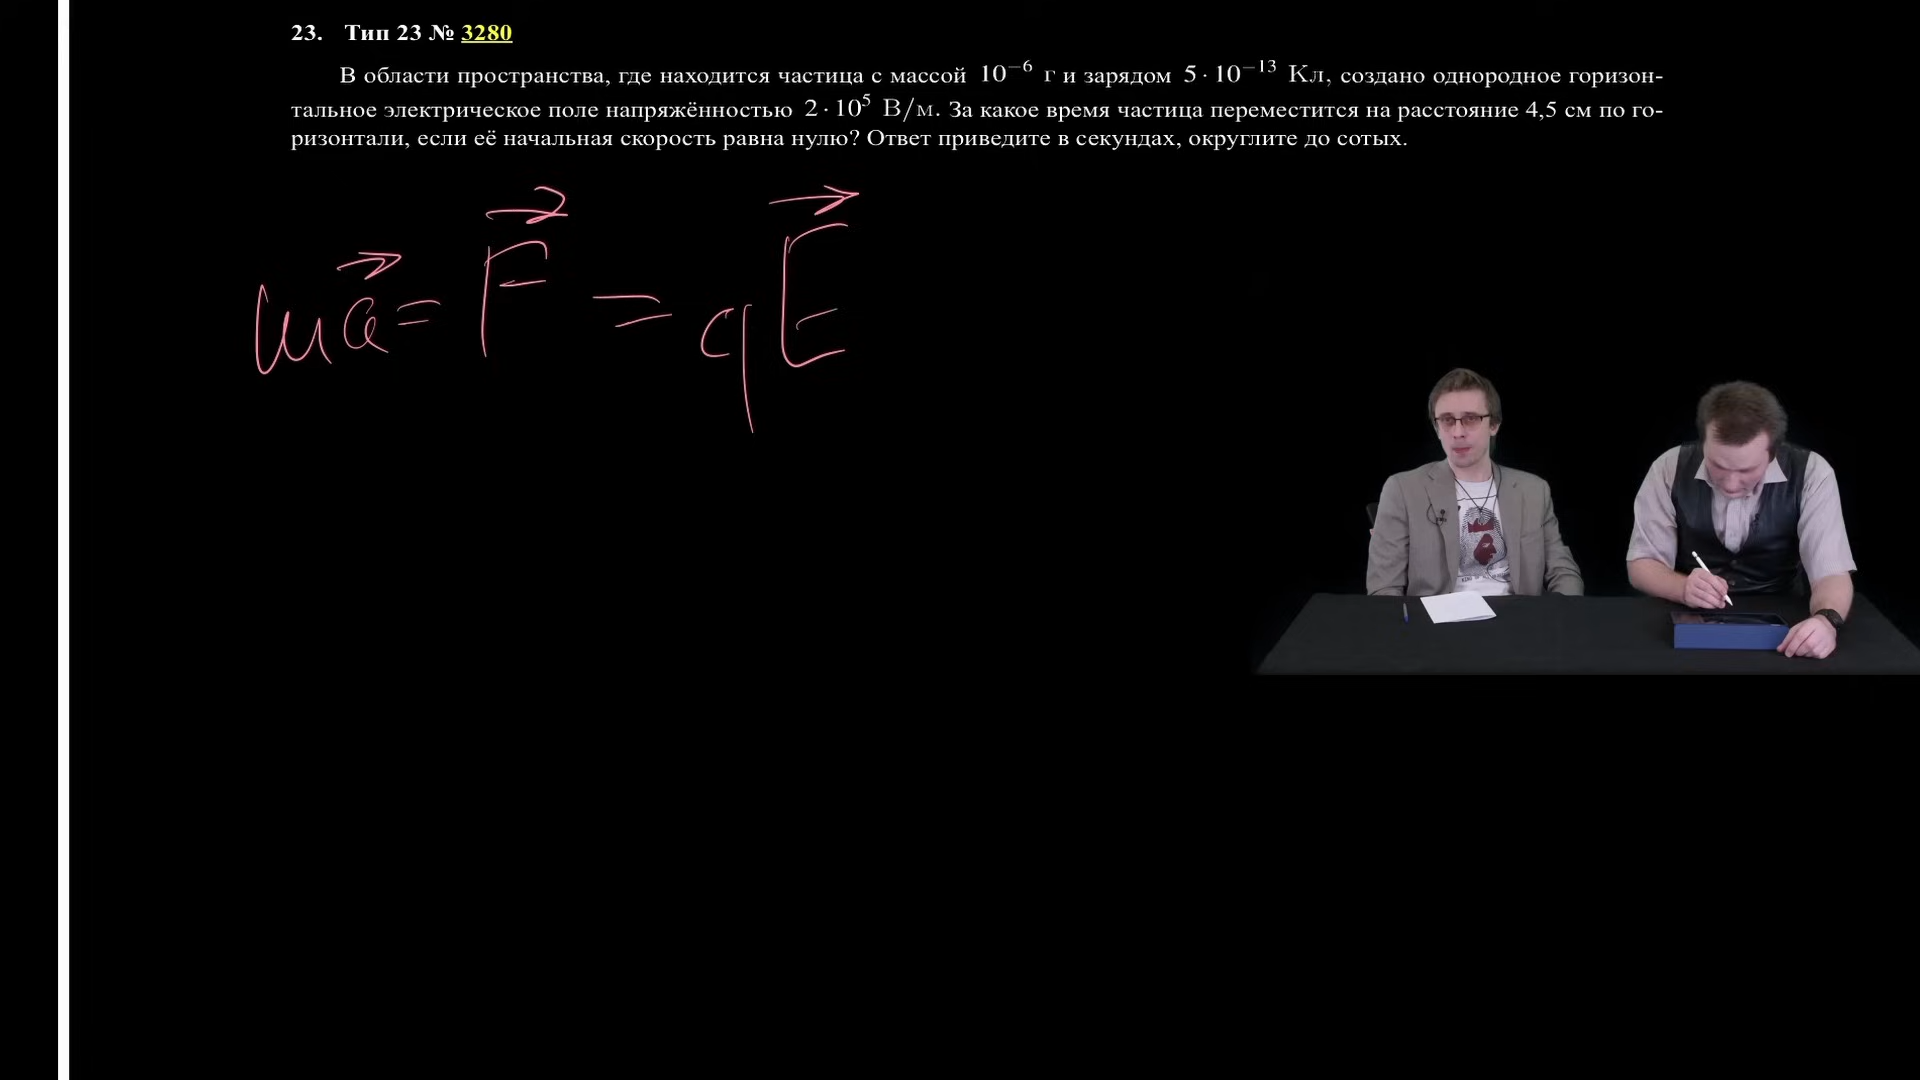 23. Тип 23 № 3280
В области пространства, где находится частица с массой 10⁻⁶ г и зарядом 5 · 10⁻¹³ Кл, создано однородное горизон-
тальное электрическое поле напряжённостью 2 · 10⁵ В/м. За какое время частица переместится на расстояние 4,5 см по го-
ризонтали, если её начальная скорость равна нулю? Ответ приведите в секундах, округлите до сотых.
ma⃗ = F⃗ = qE⃗